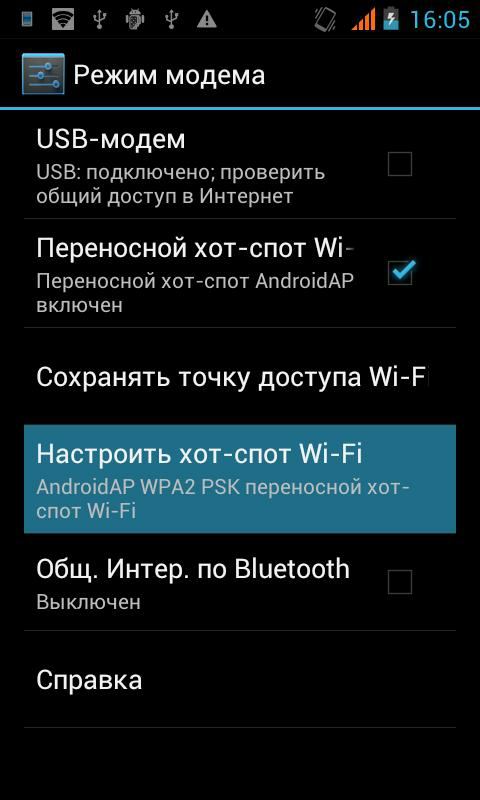 16:05
Режим модема
USB-модем
USB: подключено; проверить
общий доступ в Интернет
Переносной хот-спот Wi-
Переносной хот-спот AndroidAP
включен
Сохранять точку доступа Wi-F
Настроить хот-спот Wi-Fi
AndroidAP WPA2 PSK переносной хот-
спот Wi-Fi
Общ. Интер. по Bluetooth
Выключен
Справка